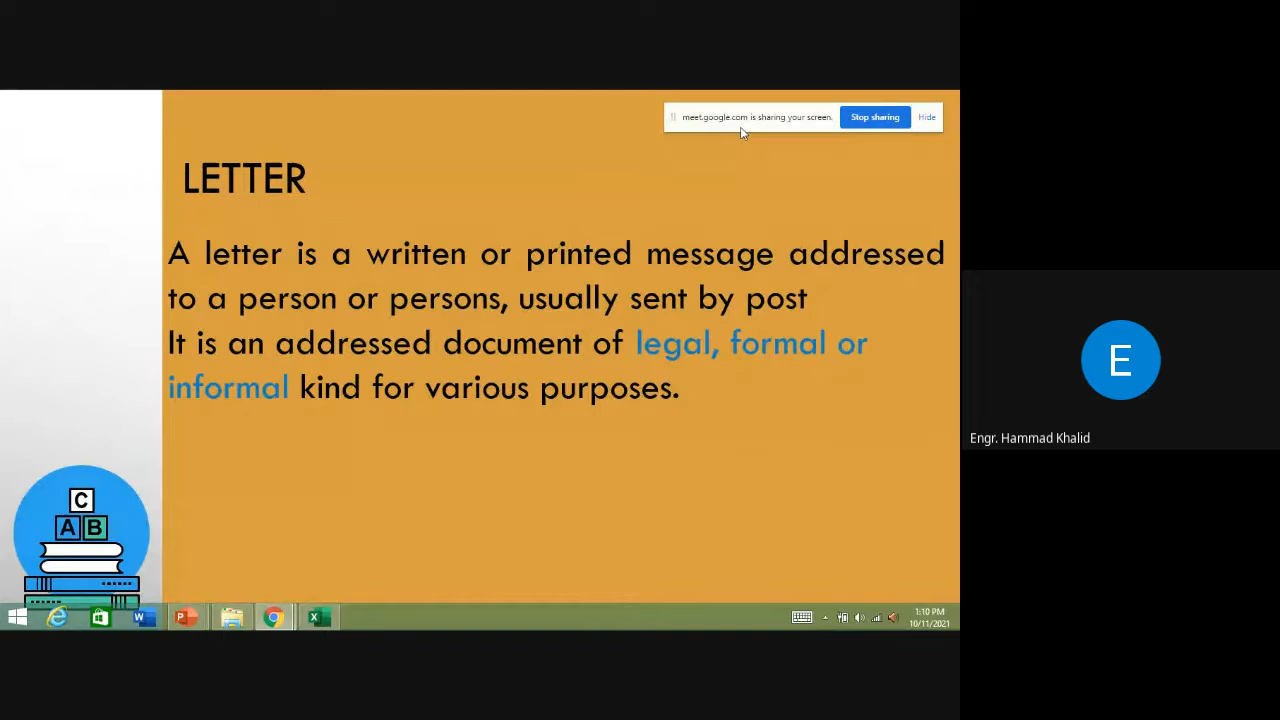 meet.google.com is sharing your screen.
Stop sharing
Hide
LETTER
A letter is a written or printed message addressed
to a person or persons, usually sent by post
It is an addressed document of legal, formal or
informal kind for various purposes.
E
Engr. Hammad Khalid
C
A B
1:10 PM
10/11/2021